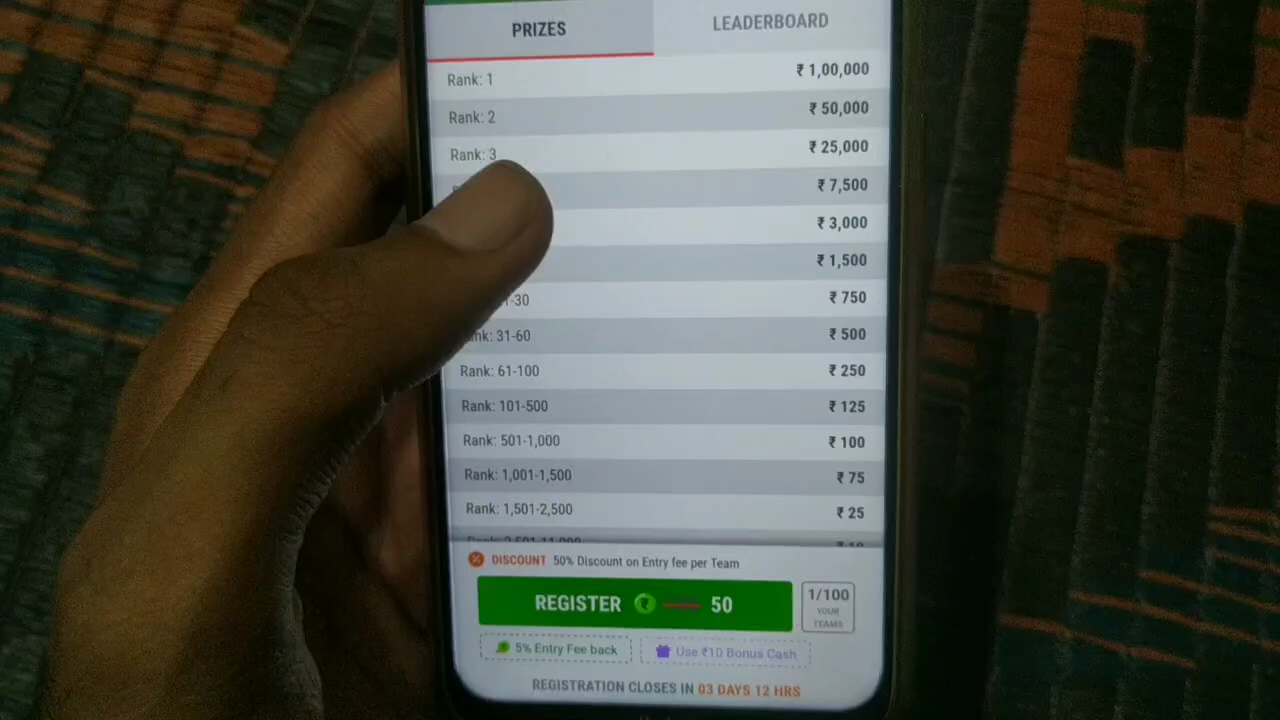 PRIZES LEADERBOARD
Rank: 1 ₹ 1,00,000
Rank: 2 ₹ 50,000
Rank: 3 ₹ 25,000
₹ 7,500
₹ 3,000
₹ 1,500
-30 ₹ 750
nk: 31-60 ₹ 500
Rank: 61-100 ₹ 250
Rank: 101-500 ₹ 125
Rank: 501-1,000 ₹ 100
Rank: 1,001-1,500 ₹ 75
Rank: 1,501-2,500 ₹ 25
DISCOUNT 50% Discount on Entry fee per Team
REGISTER 50 1/100
YOUR
TEAMS
5% Entry Fee back Use ₹10 Bonus Cash
REGISTRATION CLOSES IN 03 DAYS 12 HRS